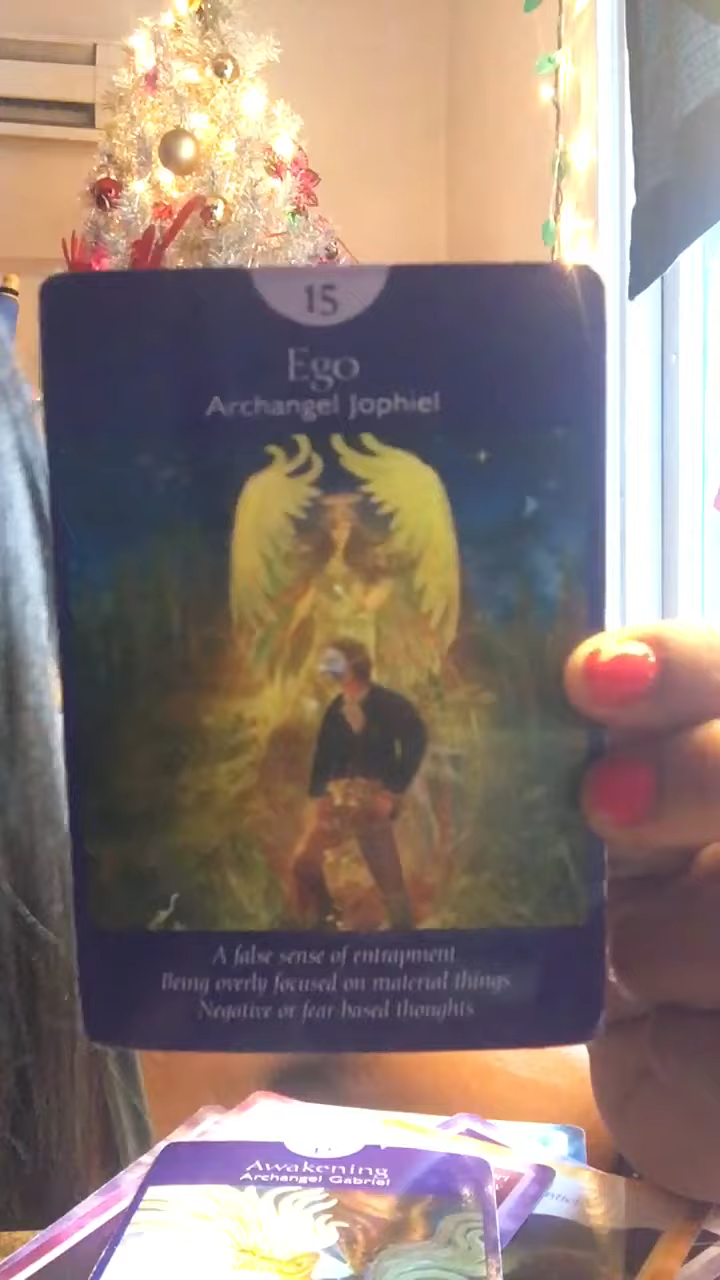 15
Ego
Archangel Jophiel
A false sense of entrapment
Being overly focused on material things
Negative or fear based thoughts
Awakening
Archangel Gabriel